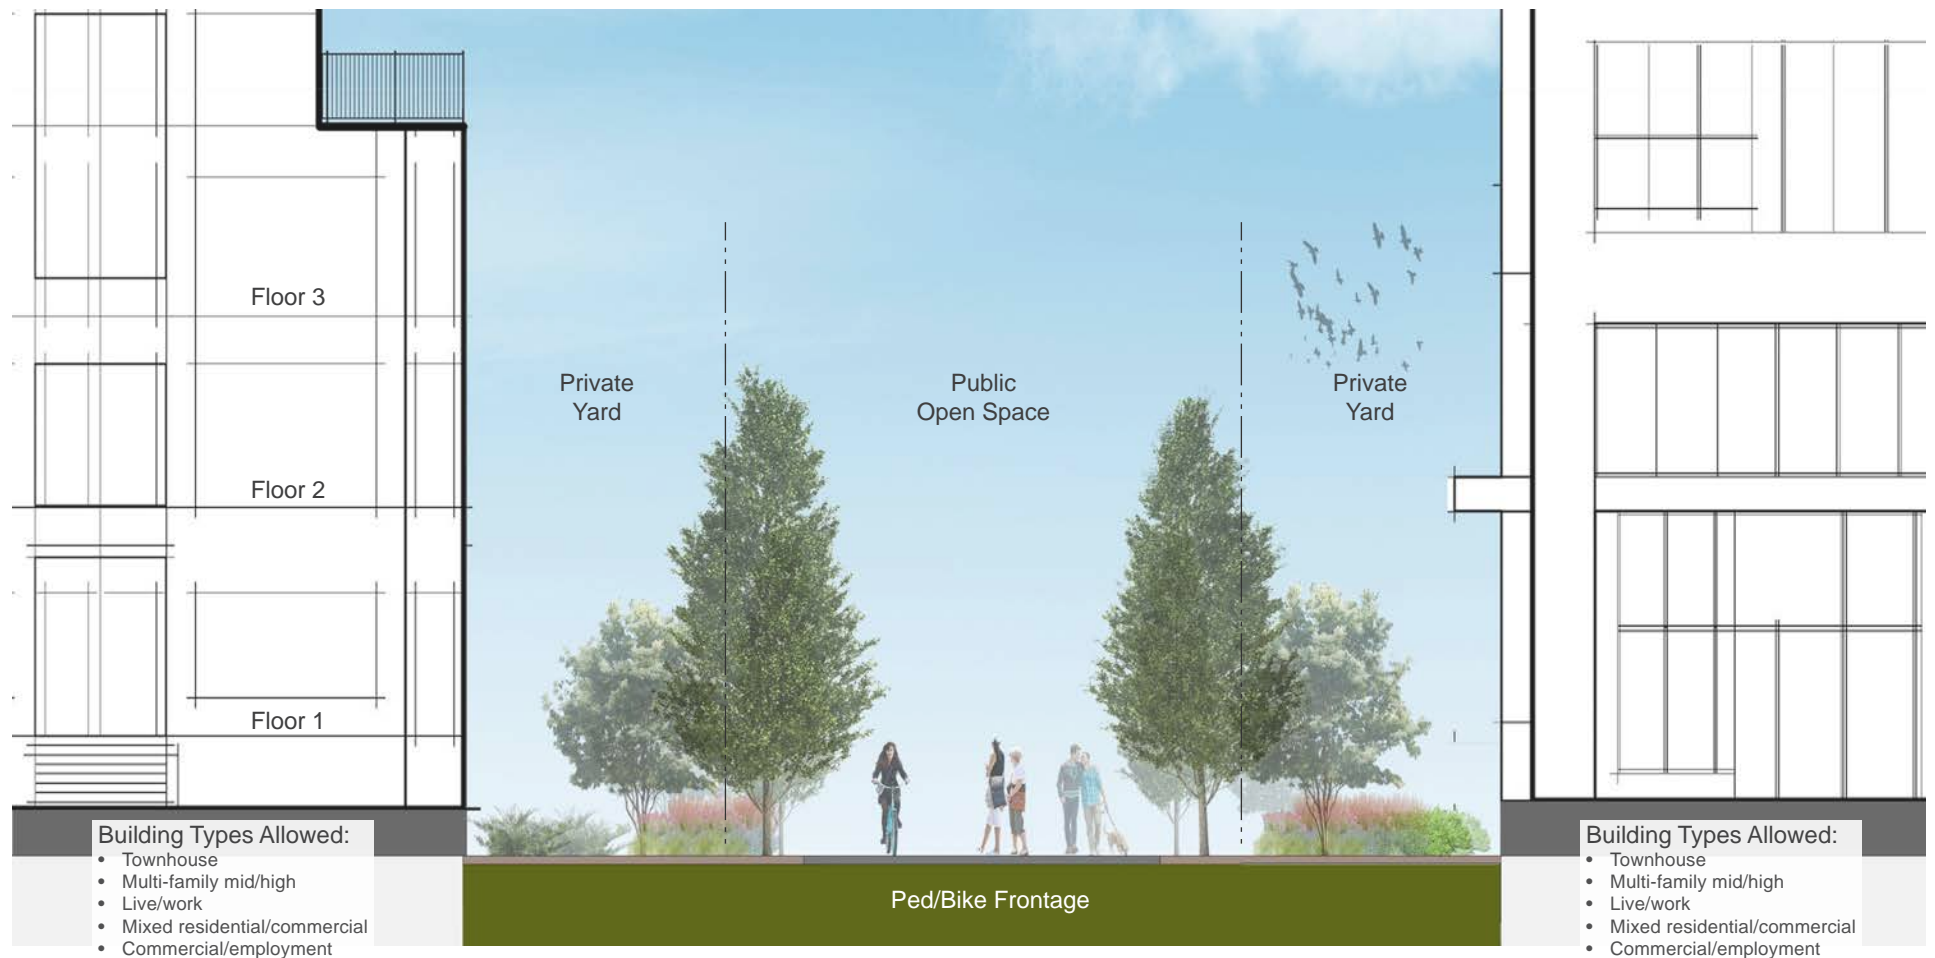 Floor 3
Private
Yard
Public
Open Space
Private
Yard
Floor 2
Floor 1
Building Types Allowed:
• Townhouse
• Multi-family mid/high
• Live/work
• Mixed residential/commercial
• Commercial/employment
Ped/Bike Frontage
Building Types Allowed:
• Townhouse
• Multi-family mid/high
• Live/work
• Mixed residential/commercial
• Commercial/employment